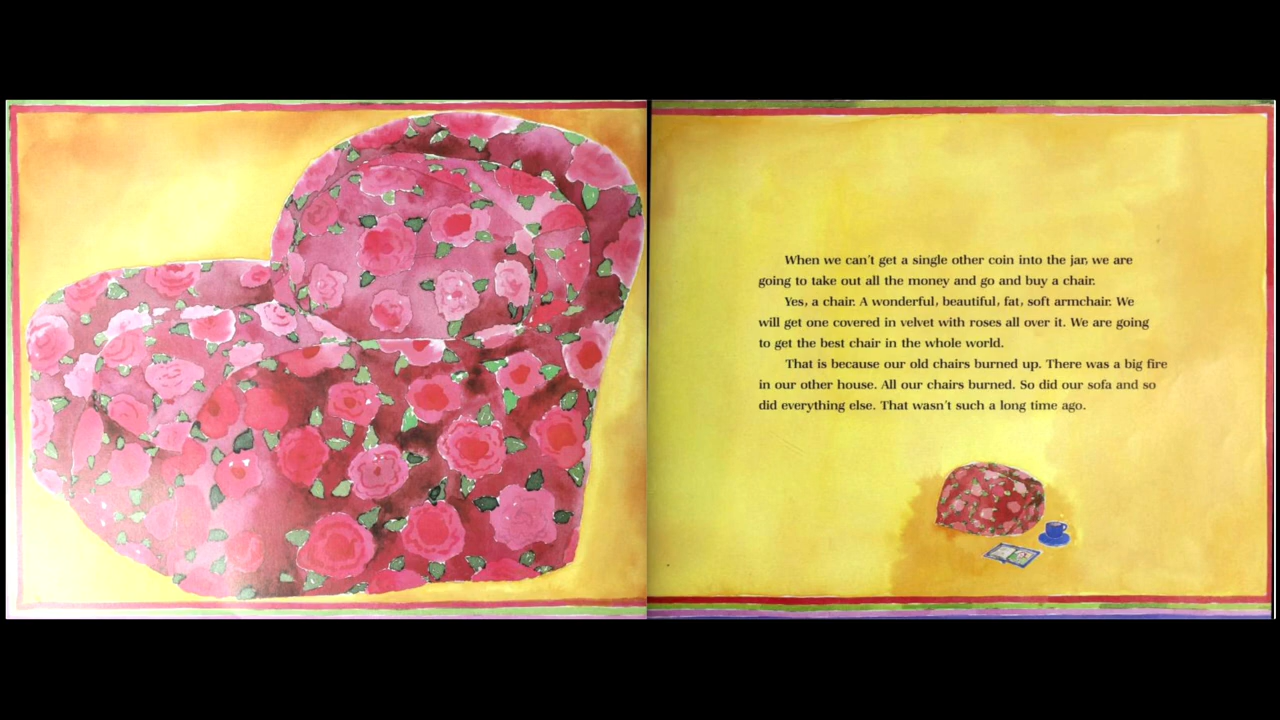 When we can't get a single other coin into the jar, we are
going to take out all the money and go and buy a chair.
Yes, a chair. A wonderful, beautiful, fat, soft armchair. We
will get one covered in velvet with roses all over it. We are going
to get the best chair in the whole world.
That is because our old chairs burned up. There was a big fire
in our other house. All our chairs burned. So did our sofa and so
did everything else. That wasn't such a long time ago.